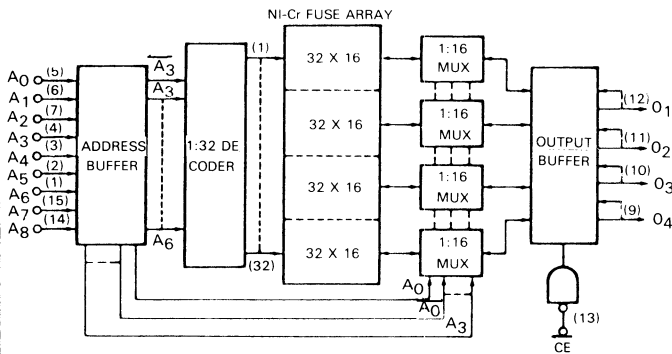 NI-Cr FUSE ARRAY
A0 (5)
A1 (6)
A2 (7)
A3 (4)
A4 (3)
A5 (2)
A6 (1)
A7 (15)
A8 (14)
ADDRESS
BUFFER
A̅3
A3
A6
1:32 DE
CODER
(1)
(32)
32 X 16
32 X 16
32 X 16
32 X 16
1:16
MUX
1:16
MUX
1:16
MUX
1:16
MUX
A0
A̅0
A3
OUTPUT
BUFFER
(12) O1
(11) O2
(10) O3
(9) O4
(13)
C̅E̅